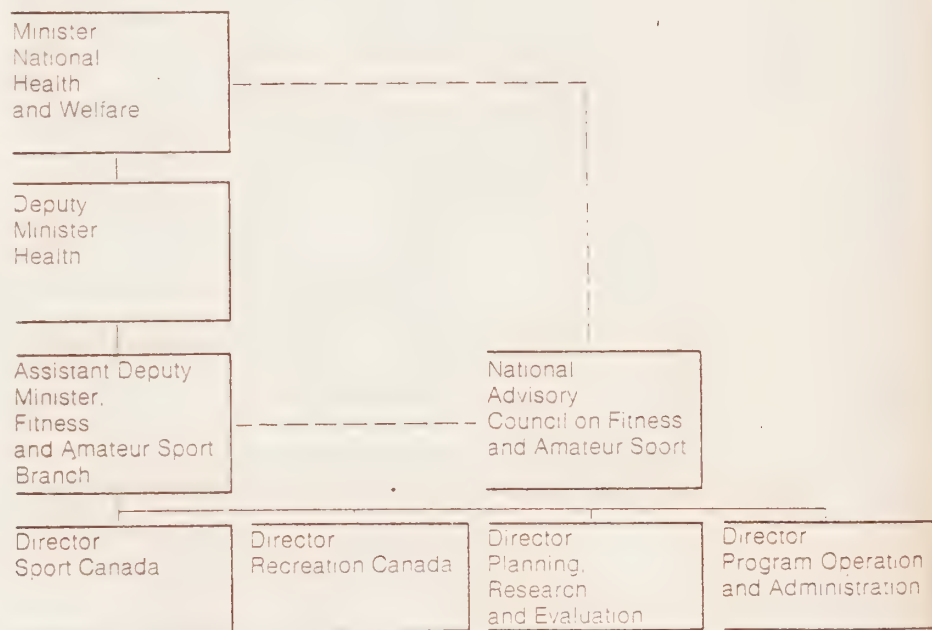 Minister
National
Health
and Welfare
Deputy
Minister
Health
Assistant Deputy
Minister,
Fitness
and Amateur Sport
Branch
National
Advisory
Council on Fitness
and Amateur Sport
Director
Sport Canada
Director
Recreation Canada
Director
Planning,
Research
and Evaluation
Director
Program Operation
and Administration